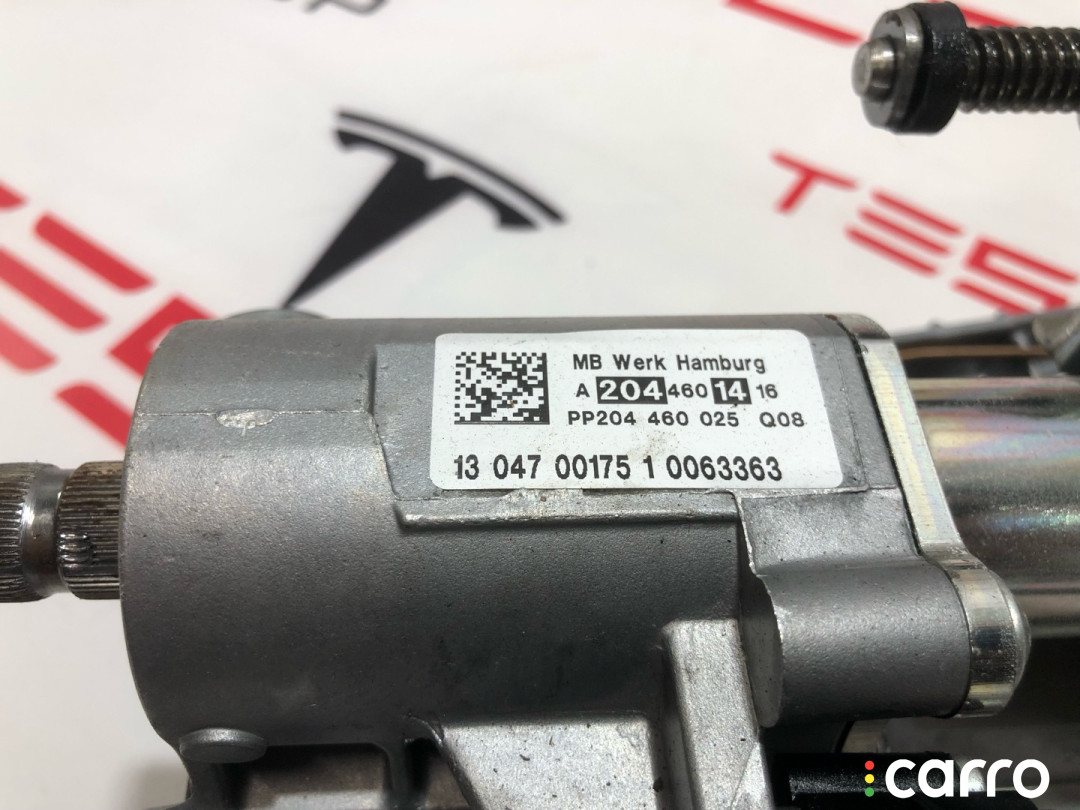 MB Werk Hamburg
A 204 460 14 16
PP204 460 025 Q08
13 047 00175 1 0063363
carro